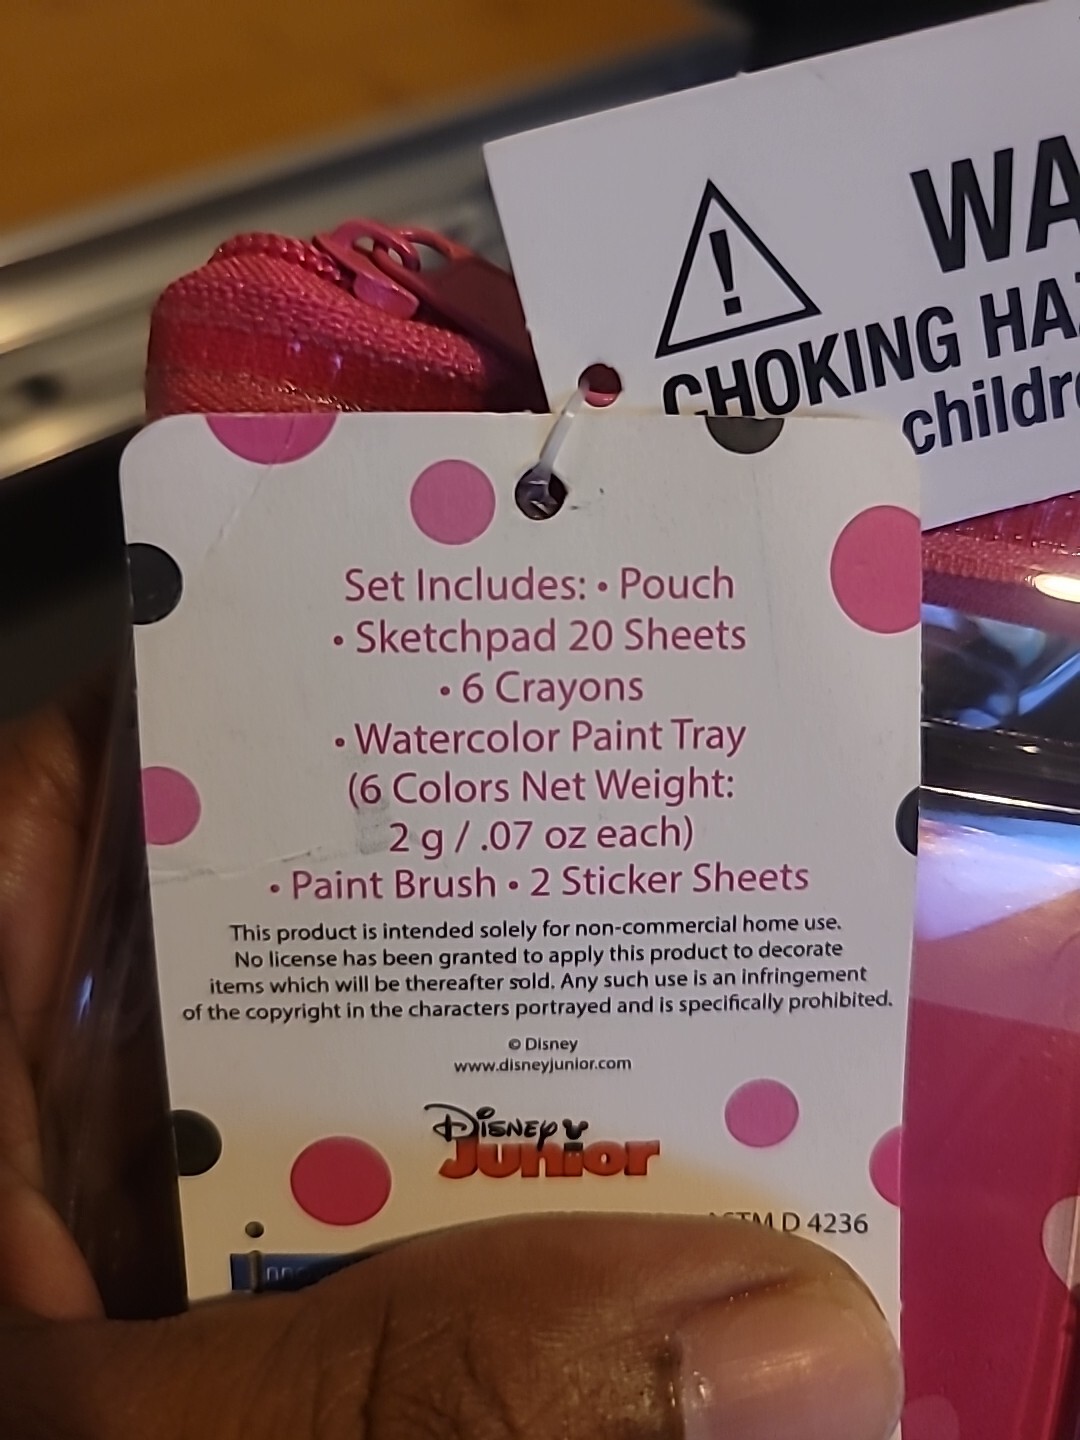 WA
CHOKING HA
childr
Set Includes: • Pouch
• Sketchpad 20 Sheets
• 6 Crayons
• Watercolor Paint Tray
(6 Colors Net Weight:
2 g / .07 oz each)
• Paint Brush • 2 Sticker Sheets
This product is intended solely for non-commercial home use.
No license has been granted to apply this product to decorate
items which will be thereafter sold. Any such use is an infringement
of the copyright in the characters portrayed and is specifically prohibited.
© Disney
www.disneyjunior.com
Disney
Junior
ASTM D 4236